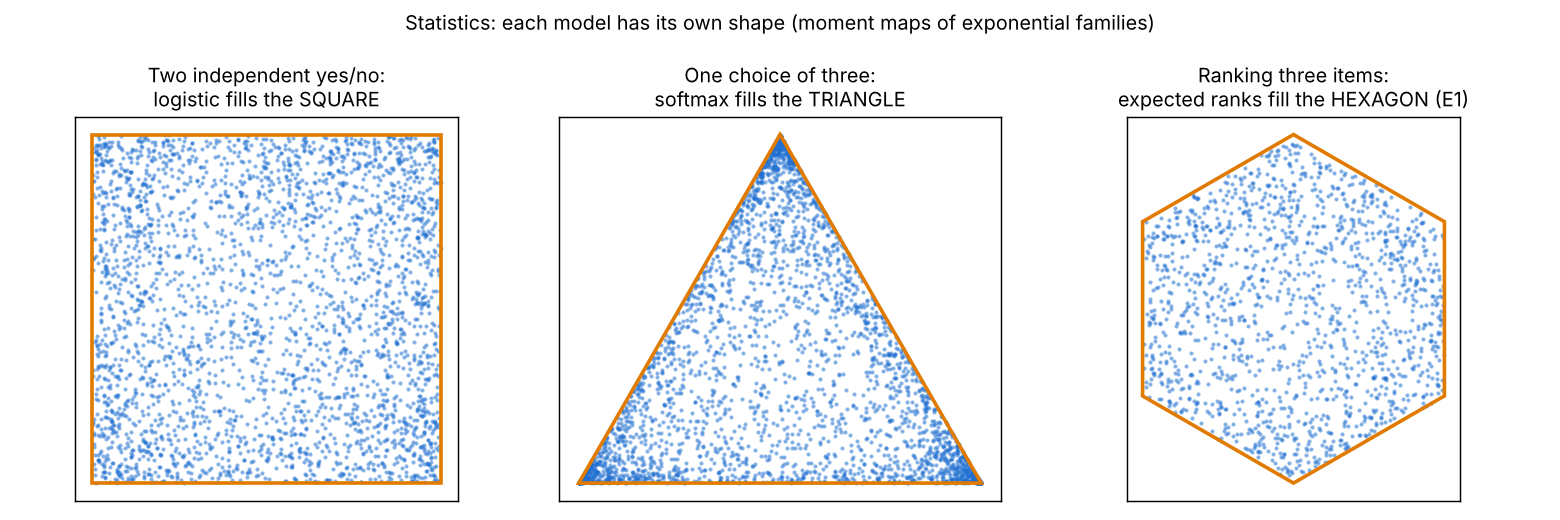 Statistics: each model has its own shape (moment maps of exponential families)
Two independent yes/no:
logistic fills the SQUARE
One choice of three:
softmax fills the TRIANGLE
Ranking three items:
expected ranks fill the HEXAGON (E1)